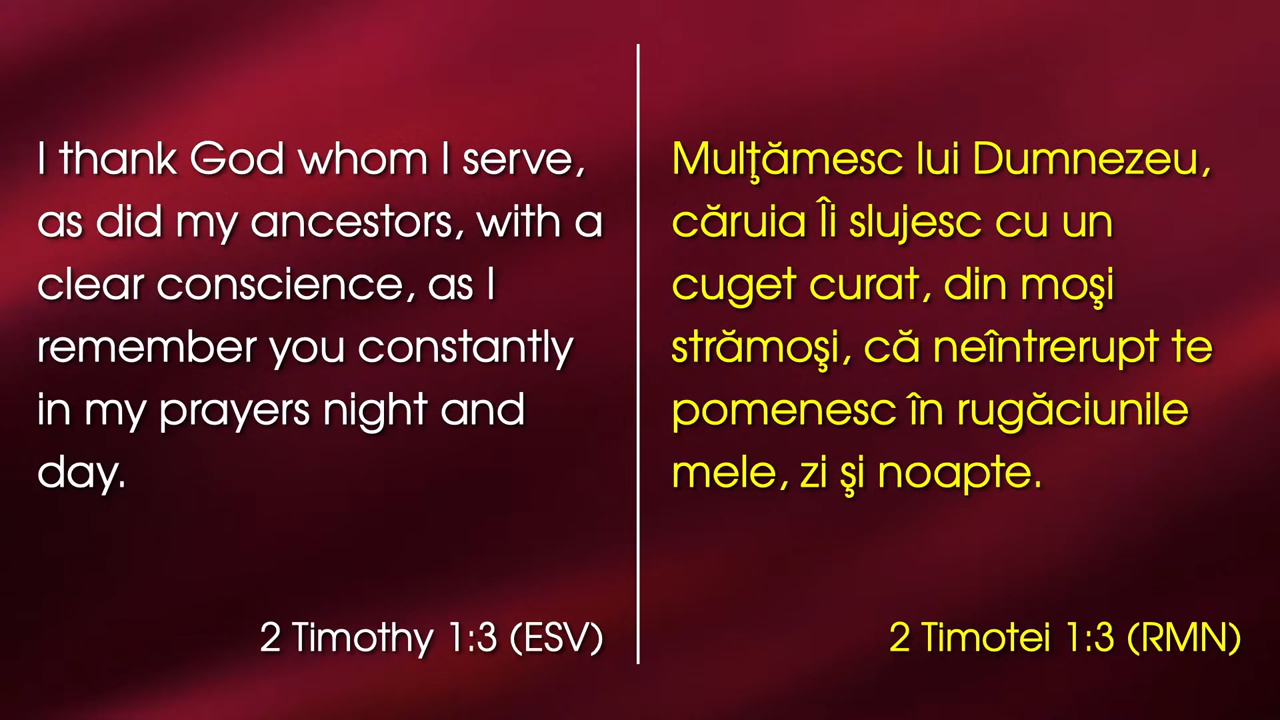 I thank God whom I serve,
as did my ancestors, with a
clear conscience, as I
remember you constantly
in my prayers night and
day.
2 Timothy 1:3 (ESV)
Mulţămesc lui Dumnezeu,
căruia Îi slujesc cu un
cuget curat, din moşi
strămoşi, că neîntrerupt te
pomenesc în rugăciunile
mele, zi şi noapte.
2 Timotei 1:3 (RMN)